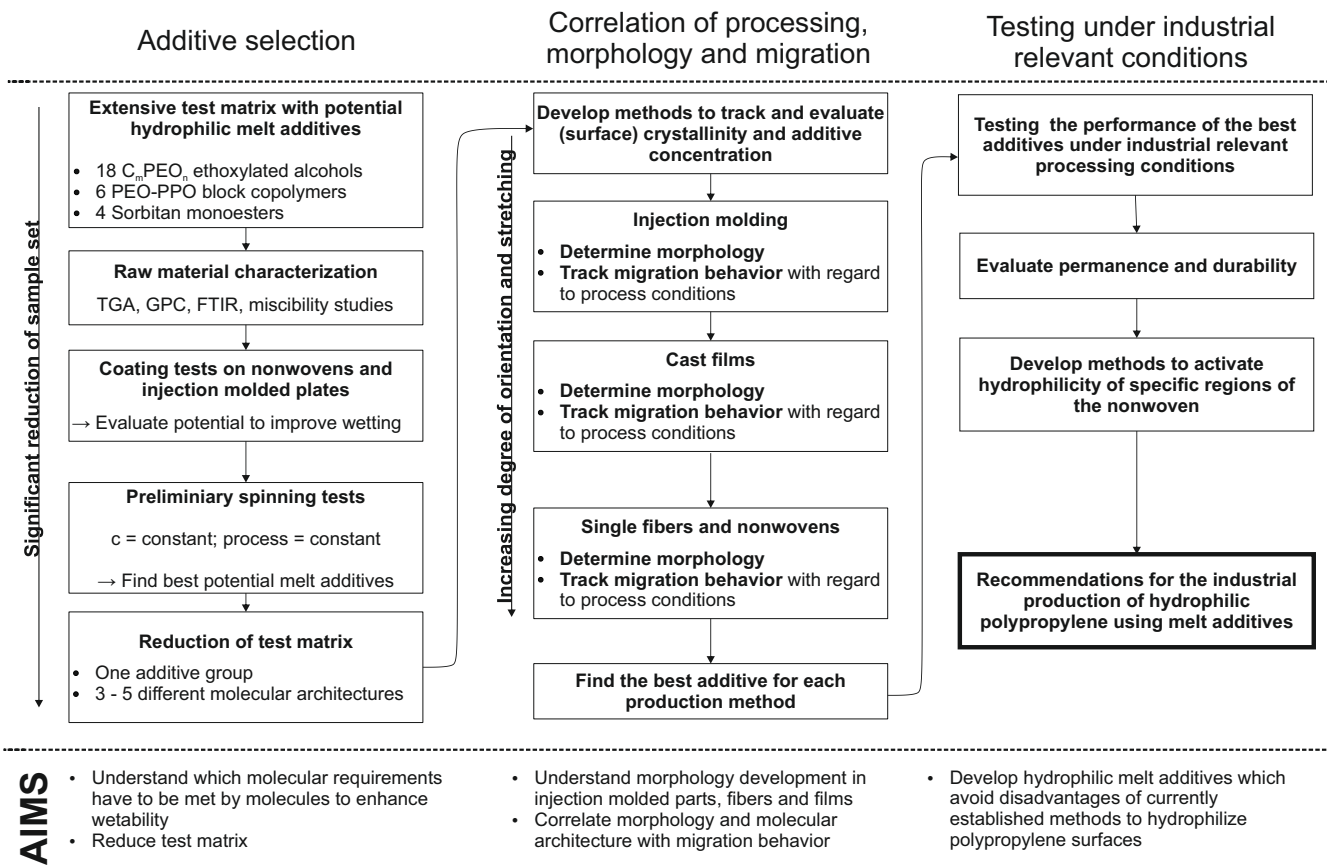 Additive selection
Significant reduction of sample set
Extensive test matrix with potential
hydrophilic melt additives
• 18 CmPEOn ethoxylated alcohols
• 6 PEO-PPO block copolymers
• 4 Sorbitan monoesters
Raw material characterization
TGA, GPC, FTIR, miscibility studies
Coating tests on nonwovens and
injection molded plates
→ Evaluate potential to improve wetting
Preliminiary spinning tests
c = constant; process = constant
→ Find best potential melt additives
Reduction of test matrix
• One additive group
• 3 - 5 different molecular architectures
Correlation of processing,
morphology and migration
Increasing degree of orientation and stretching
Develop methods to track and evaluate
(surface) crystallinity and additive
concentration
Injection molding
• Determine morphology
• Track migration behavior with regard
to process conditions
Cast films
• Determine morphology
• Track migration behavior with regard
to process conditions
Single fibers and nonwovens
• Determine morphology
• Track migration behavior with regard
to process conditions
Find the best additive for each
production method
Testing under industrial
relevant conditions
Testing the performance of the best
additives under industrial relevant
processing conditions
Evaluate permanence and durability
Develop methods to activate
hydrophilicity of specific regions of
the nonwoven
Recommendations for the industrial
production of hydrophilic
polypropylene using melt additives
AIMS
• Understand which molecular requirements
have to be met by molecules to enhance
wetability
• Reduce test matrix
• Understand morphology development in
injection molded parts, fibers and films
• Correlate morphology and molecular
architecture with migration behavior
• Develop hydrophilic melt additives which
avoid disadvantages of currently
established methods to hydrophilize
polypropylene surfaces